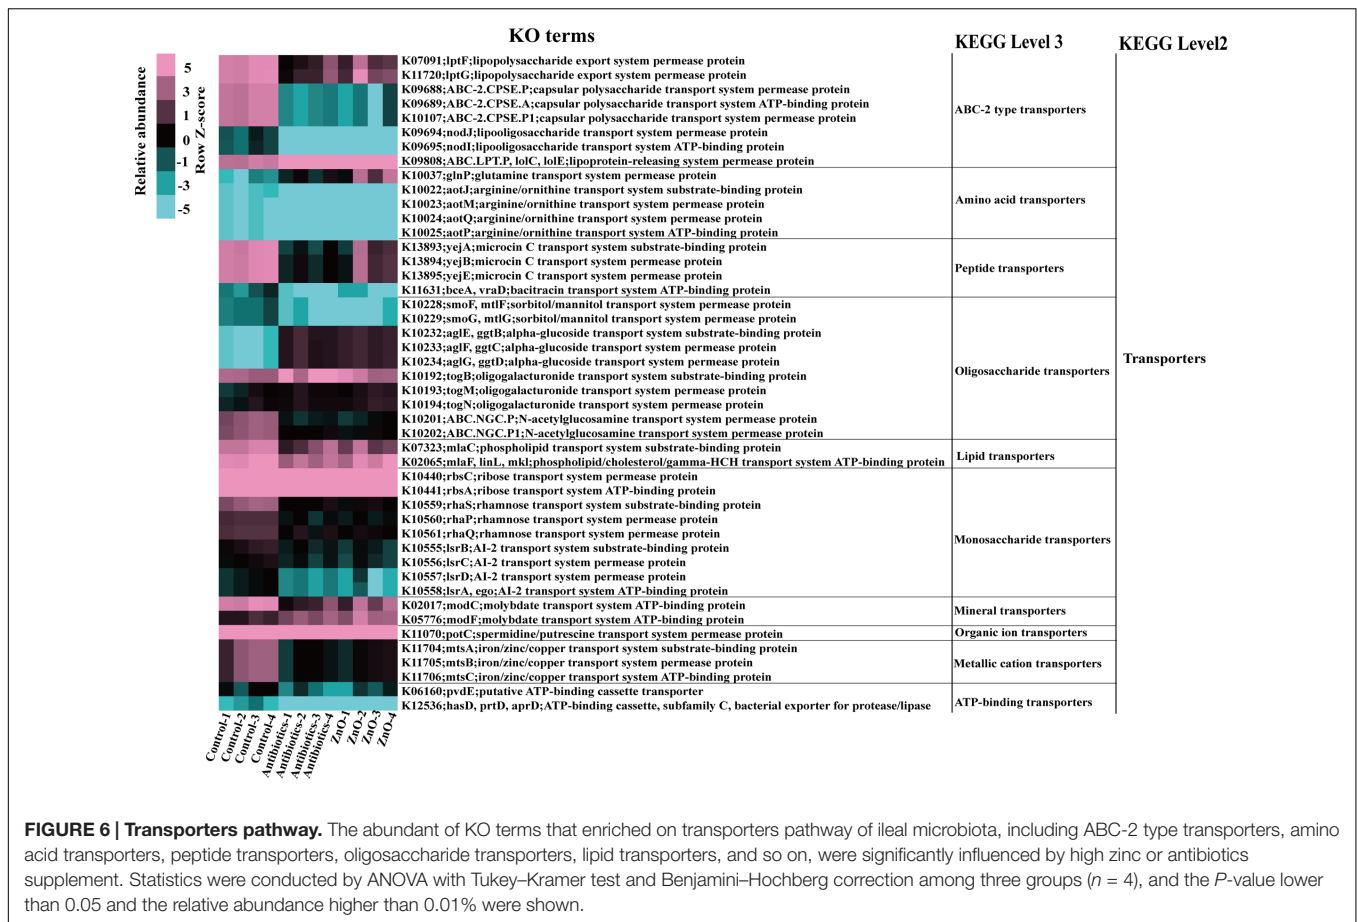 KO terms
KEGG Level 3
KEGG Level2
Relative abundance
Row Z-score
5
3
1
0
-1
-3
-5
K07091;lptF;lipopolysaccharide export system permease protein
K11720;lptG;lipopolysaccharide export system permease protein
K09688;ABC-2.CPSE.P;capsular polysaccharide transport system permease protein
K09689;ABC-2.CPSE.A;capsular polysaccharide transport system ATP-binding protein
K10107;ABC-2.CPSE.P1;capsular polysaccharide transport system permease protein
K09694;nodJ;lipooligosaccharide transport system permease protein
K09695;nodI;lipooligosaccharide transport system ATP-binding protein
K09808;ABC.LPT.P, lolC, lolE;lipoprotein-releasing system permease protein
ABC-2 type transporters
K10037;glnP;glutamine transport system permease protein
K10022;aotJ;arginine/ornithine transport system substrate-binding protein
K10023;aotM;arginine/ornithine transport system permease protein
K10024;aotQ;arginine/ornithine transport system permease protein
K10025;aotP;arginine/ornithine transport system ATP-binding protein
Amino acid transporters
K13893;yejA;microcin C transport system substrate-binding protein
K13894;yejB;microcin C transport system permease protein
K13895;yejE;microcin C transport system permease protein
K11631;bceA, vraD;bacitracin transport system ATP-binding protein
Peptide transporters
K10228;smoF, mtlF;sorbitol/mannitol transport system permease protein
K10229;smoG, mtlG;sorbitol/mannitol transport system permease protein
K10232;aglE, ggtB;alpha-glucoside transport system substrate-binding protein
K10233;aglF, ggtC;alpha-glucoside transport system permease protein
K10234;aglG, ggtD;alpha-glucoside transport system permease protein
K10192;togB;oligogalacturonide transport system substrate-binding protein
K10193;togM;oligogalacturonide transport system permease protein
K10194;togN;oligogalacturonide transport system permease protein
K10201;ABC.NGC.P;N-acetylglucosamine transport system permease protein
K10202;ABC.NGC.P1;N-acetylglucosamine transport system permease protein
Oligosaccharide transporters
Transporters
K07323;mlaC;phospholipid transport system substrate-binding protein
K02065;mlaF, linL, mkl;phospholipid/cholesterol/gamma-HCH transport system ATP-binding protein
Lipid transporters
K10440;rbsC;ribose transport system permease protein
K10441;rbsA;ribose transport system ATP-binding protein
K10559;rhaS;rhamnose transport system substrate-binding protein
K10560;rhaP;rhamnose transport system permease protein
K10561;rhaQ;rhamnose transport system permease protein
K10555;lsrB;AI-2 transport system substrate-binding protein
K10556;lsrC;AI-2 transport system permease protein
K10557;lsrD;AI-2 transport system permease protein
K10558;lsrA, ego;AI-2 transport system ATP-binding protein
Monosaccharide transporters
K02017;modC;molybdate transport system ATP-binding protein
K05776;modF;molybdate transport system ATP-binding protein
Mineral transporters
K11070;potC;spermidine/putrescine transport system permease protein
Organic ion transporters
K11704;mtsA;iron/zinc/copper transport system substrate-binding protein
K11705;mtsB;iron/zinc/copper transport system permease protein
K11706;mtsC;iron/zinc/copper transport system ATP-binding protein
Metallic cation transporters
K06160;pvdE;putative ATP-binding cassette transporter
K12536;hasD, prtD, aprD;ATP-binding cassette, subfamily C, bacterial exporter for protease/lipase
ATP-binding transporters
Control-1
Control-2
Control-3
Control-4
Antibiotics-1
Antibiotics-2
Antibiotics-3
Antibiotics-4
ZnO-1
ZnO-2
ZnO-3
ZnO-4
FIGURE 6 | Transporters pathway. The abundant of KO terms that enriched on transporters pathway of ileal microbiota, including ABC-2 type transporters, amino
acid transporters, peptide transporters, oligosaccharide transporters, lipid transporters, and so on, were significantly influenced by high zinc or antibiotics
supplement. Statistics were conducted by ANOVA with Tukey–Kramer test and Benjamini–Hochberg correction among three groups (n = 4), and the P-value lower
than 0.05 and the relative abundance higher than 0.01% were shown.